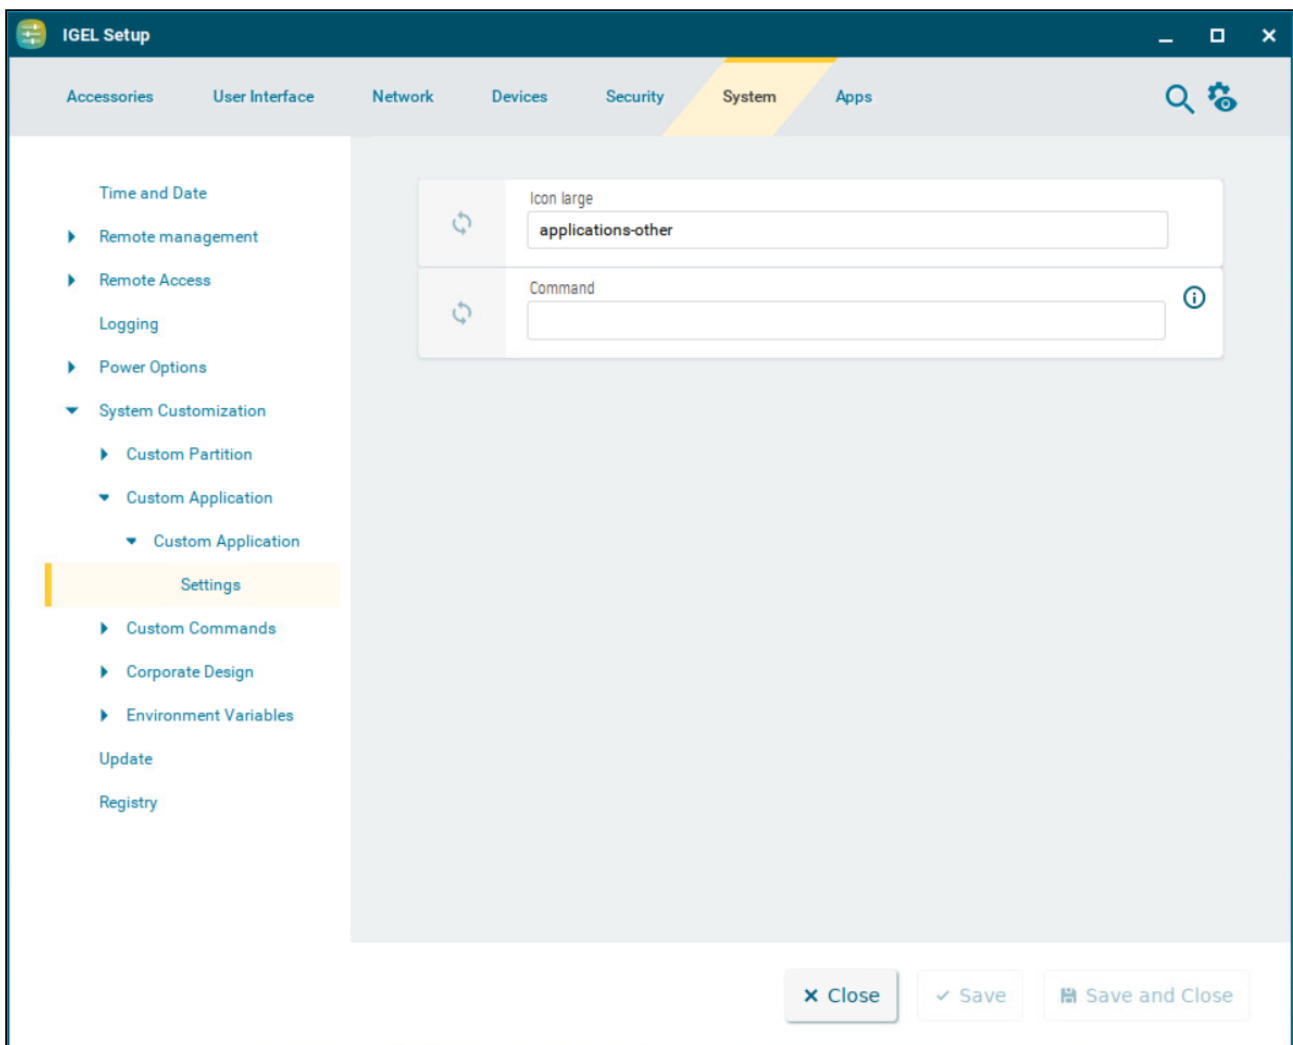 IGEL Setup
Accessories User Interface Network Devices Security System Apps
Time and Date
Remote management
Remote Access
Logging
Power Options
System Customization
Custom Partition
Custom Application
Custom Application
Settings
Custom Commands
Corporate Design
Environment Variables
Update
Registry
Icon large
applications-other
Command
Close Save Save and Close